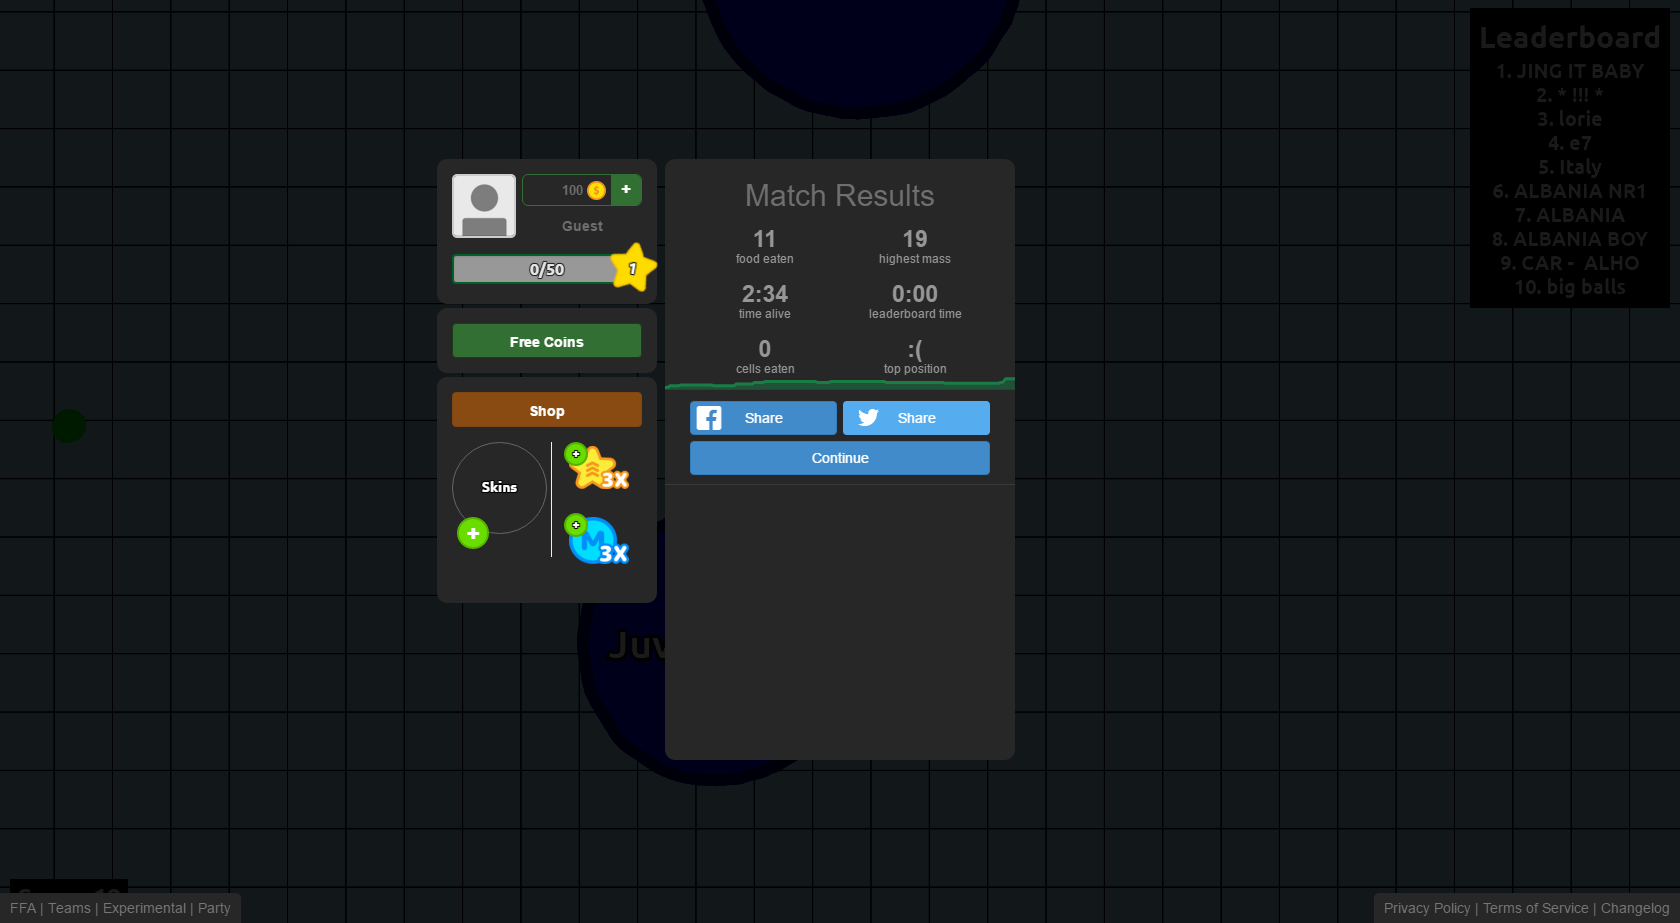 Leaderboard
1. JING IT BABY
2. * !!! *
3. lorie
4. e7
5. Italy
6. ALBANIA NR1
7. ALBANIA
8. ALBANIA BOY
9. CAR - ALHO
10. big balls
100
+
Guest
0/50
1
Free Coins
Shop
Skins
3X
3X
Match Results
11
food eaten
19
highest mass
2:34
time alive
0:00
leaderboard time
0
cells eaten
:(
top position
Share
Share
Continue
Juv
FFA | Teams | Experimental | Party
Privacy Policy | Terms of Service | Changelog